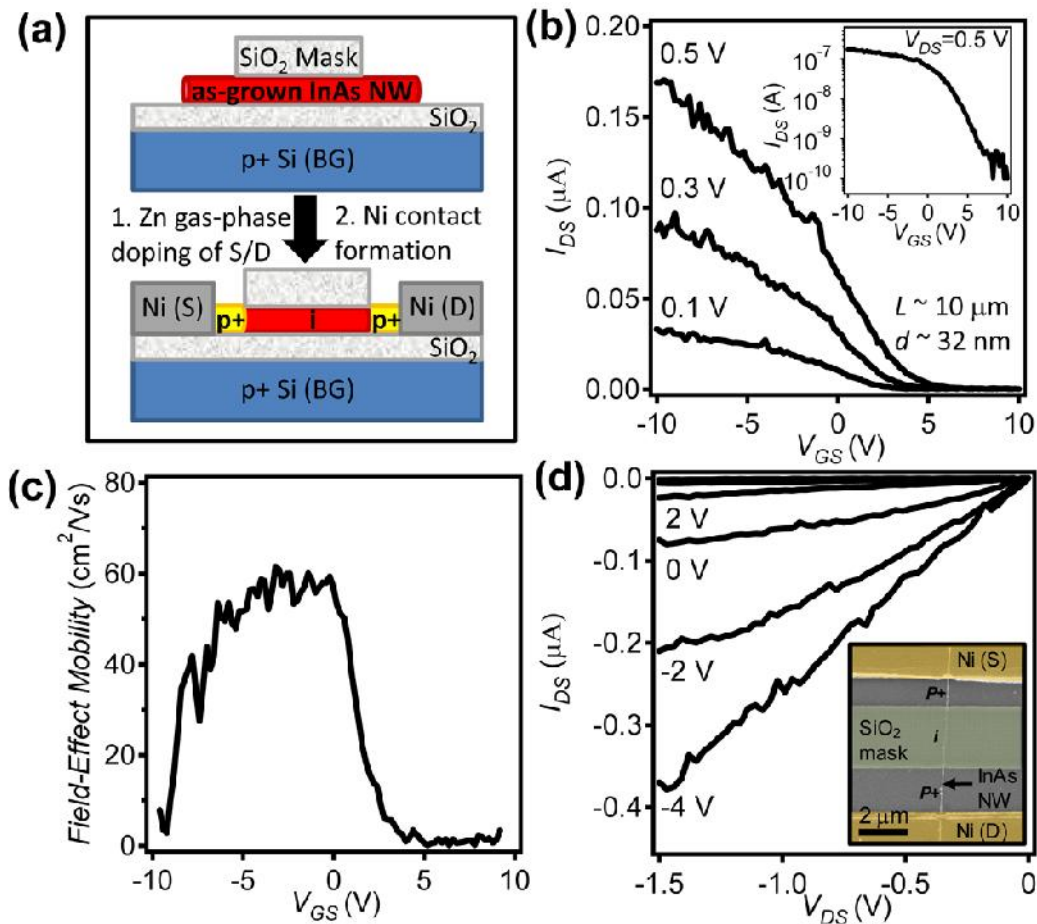 (a)
SiO2 Mask
as-grown InAs NW
SiO2
p+ Si (BG)
1. Zn gas-phase
doping of S/D
2. Ni contact
formation
Ni (S)
p+
i
p+
Ni (D)
SiO2
p+ Si (BG)
(b)
IDS (μA)
0.20
0.15
0.10
0.05
0.00
0.5 V
0.3 V
0.1 V
-10
-5
0
5
10
VGS (V)
L ~ 10 μm
d ~ 32 nm
VDS=0.5 V
IDS (A)
10-7
10-8
10-9
10-10
-10
-5
0
5
10
VGS (V)
(c)
Field-Effect Mobility (cm2/Vs)
80
60
40
20
0
-10
-5
0
5
10
VGS (V)
(d)
IDS (μA)
0.0
-0.1
-0.2
-0.3
-0.4
2 V
0 V
-2 V
-4 V
-1.5
-1.0
-0.5
0
VDS (V)
Ni (S)
P+
SiO2
mask
i
InAs
NW
P+
2 μm
Ni (D)